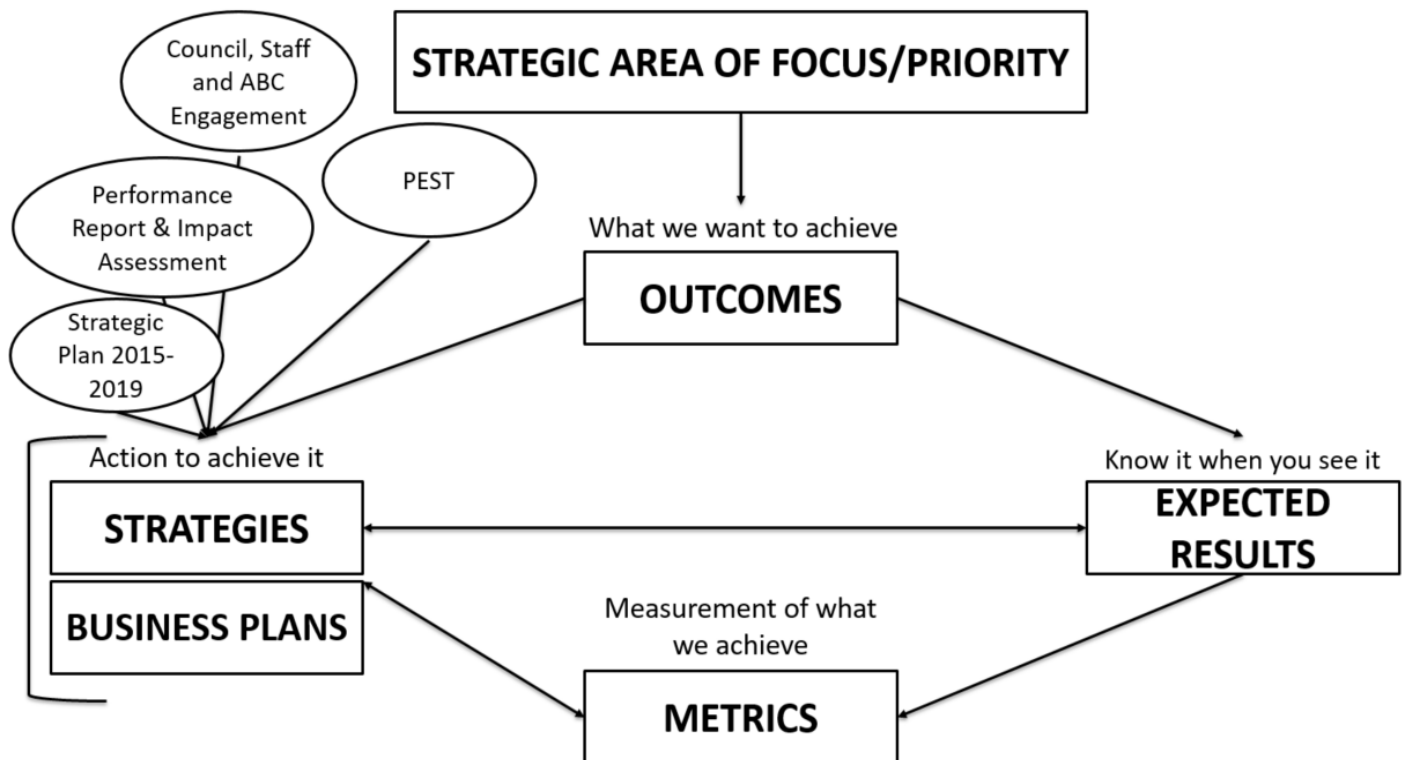 Council, Staff
and ABC
Engagement
STRATEGIC AREA OF FOCUS/PRIORITY
PEST
Performance
Report & Impact
Assessment
What we want to achieve
OUTCOMES
Strategic
Plan 2015-
2019
Action to achieve it
STRATEGIES
BUSINESS PLANS
Know it when you see it
EXPECTED
RESULTS
Measurement of what
we achieve
METRICS